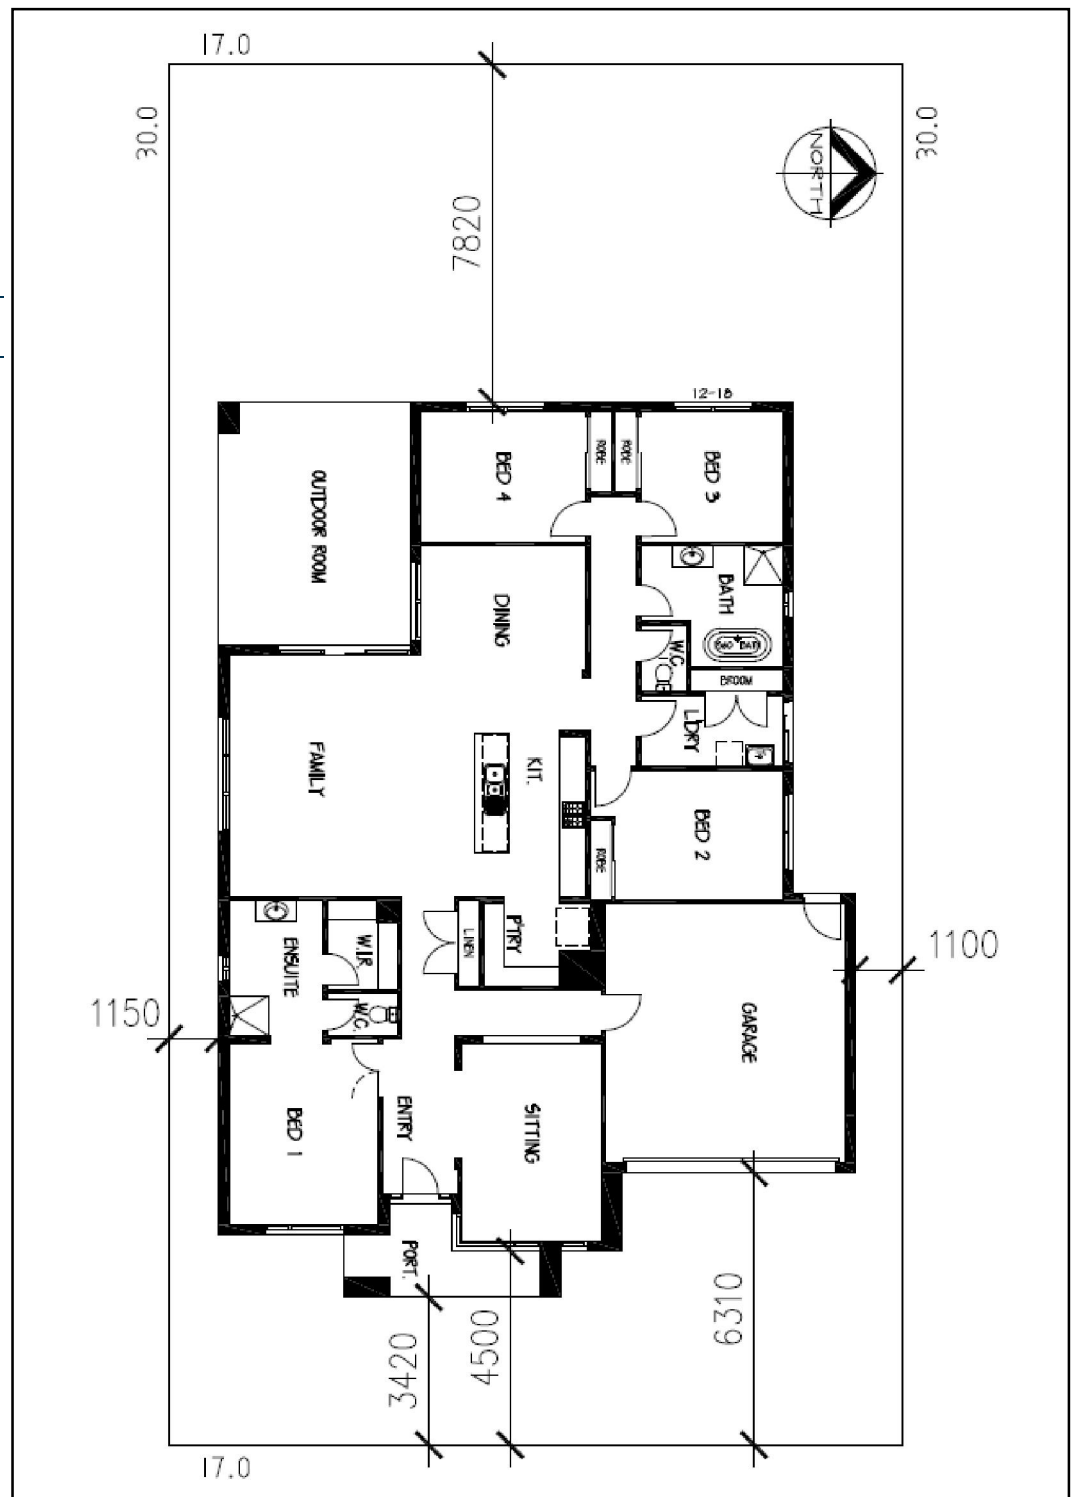 17.0
30.0
30.0
NORTH
7820
12-18
BED 4
ROBE
ROBE
BED 3
OUTDOOR ROOM
DINING
BATH
W.C.
BROOM
L'DRY
FAMILY
KIT.
BED 2
ROBE
ENSUITE
W.I.R
LINEN
P'TRY
1100
1150
W.C.
GARAGE
BED 1
ENTRY
SITTING
PORT.
3420
4500
6310
17.0